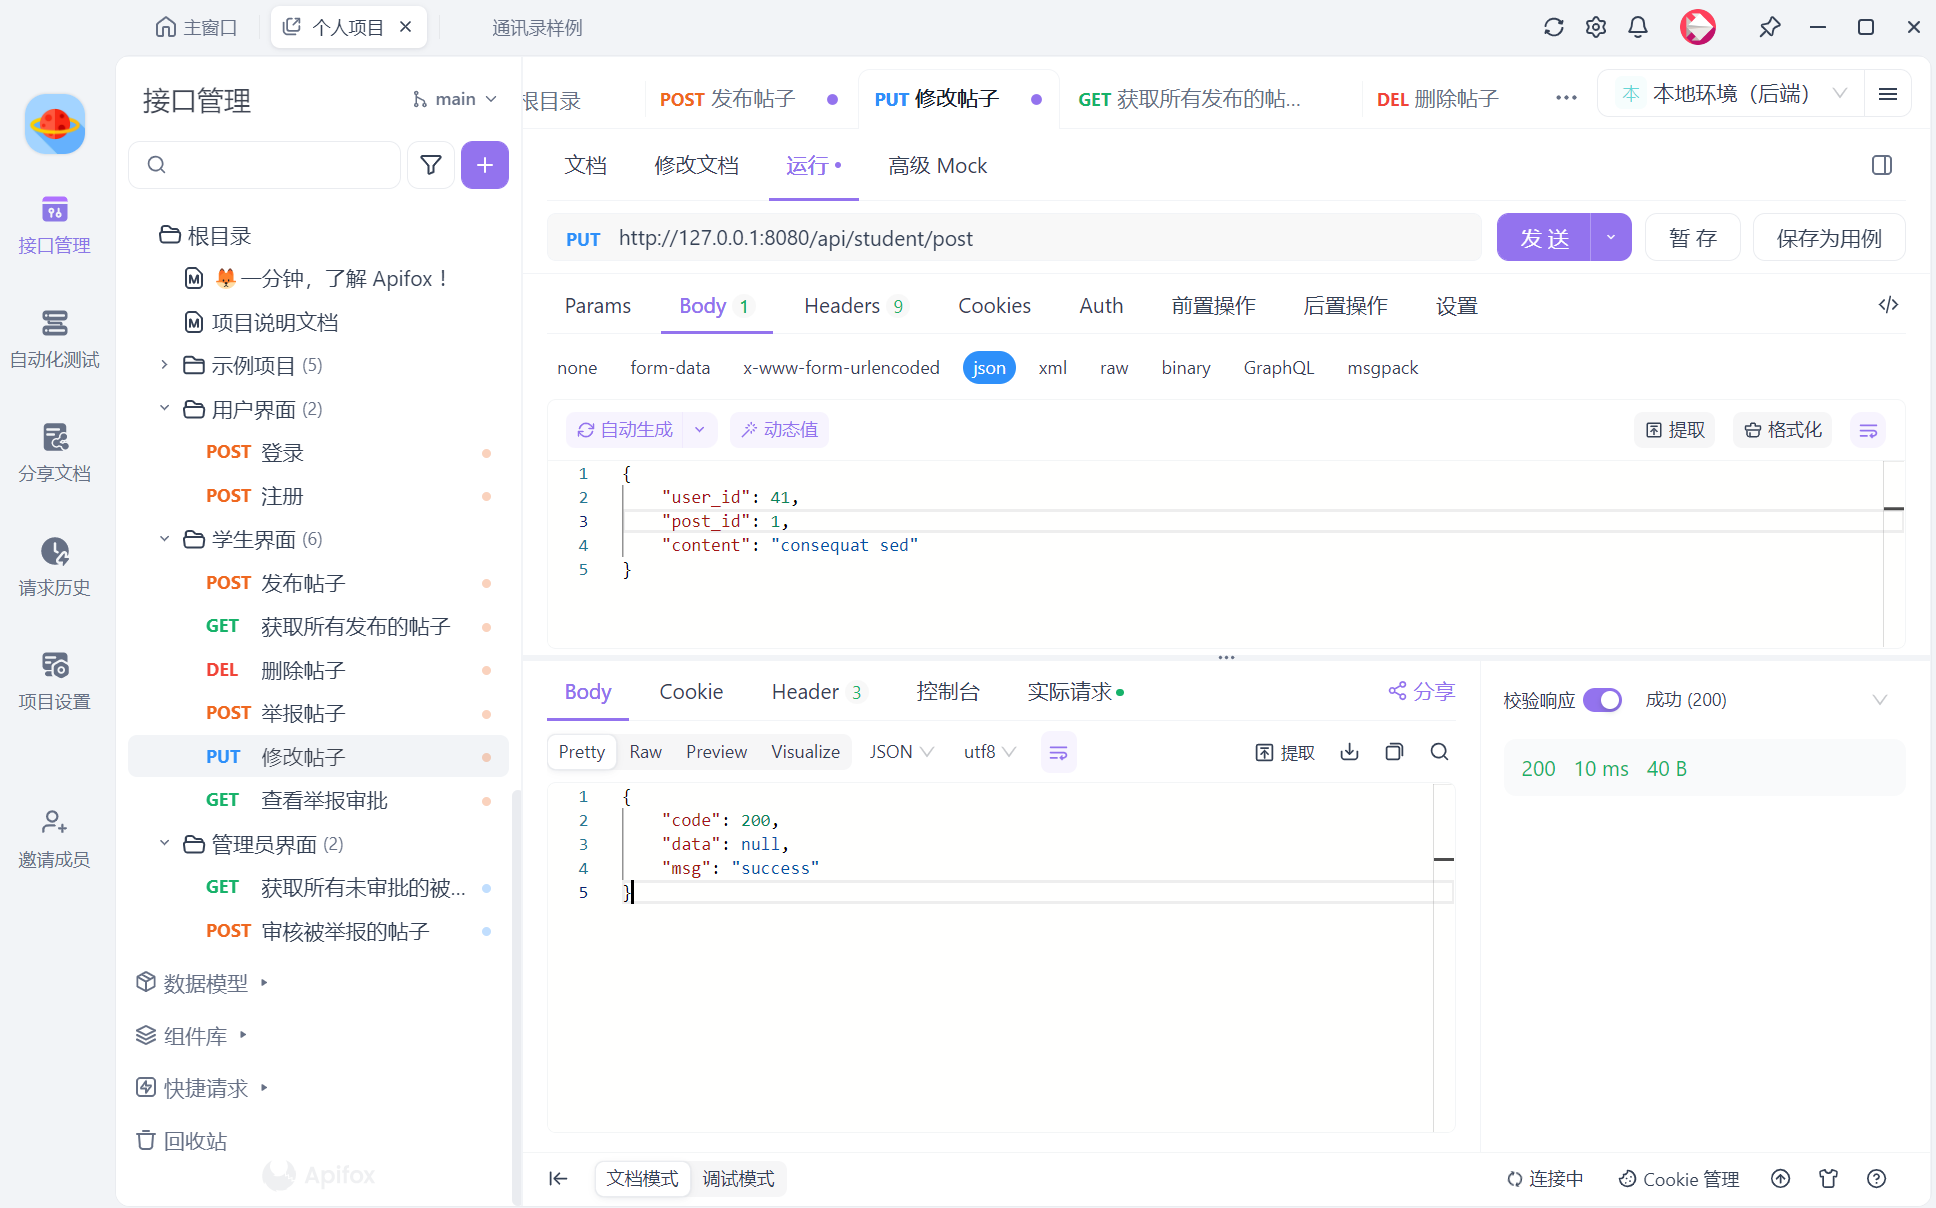 主窗口
个人项目
通讯录样例
接口管理
main
根目录
POST 发布帖子
PUT 修改帖子
GET 获取所有发布的帖...
DEL 删除帖子
本 本地环境（后端）
文档
修改文档
运行
高级 Mock
PUT http://127.0.0.1:8080/api/student/post
发 送
暂 存
保存为用例
Params
Body 1
Headers 9
Cookies
Auth
前置操作
后置操作
设置
none
form-data
x-www-form-urlencoded
json
xml
raw
binary
GraphQL
msgpack
自动生成
动态值
提取
格式化
1 {
2 "user_id": 41,
3 "post_id": 1,
4 "content": "consequat sed"
5 }
接口管理
自动化测试
分享文档
请求历史
项目设置
邀请成员
根目录
一分钟，了解 Apifox！
项目说明文档
示例项目 (5)
用户界面 (2)
POST 登录
POST 注册
学生界面 (6)
POST 发布帖子
GET 获取所有发布的帖子
DEL 删除帖子
POST 举报帖子
PUT 修改帖子
GET 查看举报审批
管理员界面 (2)
GET 获取所有未审批的被...
POST 审核被举报的帖子
数据模型
组件库
快捷请求
回收站
Apifox
Body
Cookie
Header 3
控制台
实际请求
分享
Pretty
Raw
Preview
Visualize
JSON
utf8
提取
1 {
2 "code": 200,
3 "data": null,
4 "msg": "success"
5 }
校验响应
成功 (200)
200 10 ms 40 B
文档模式
调试模式
连接中
Cookie 管理